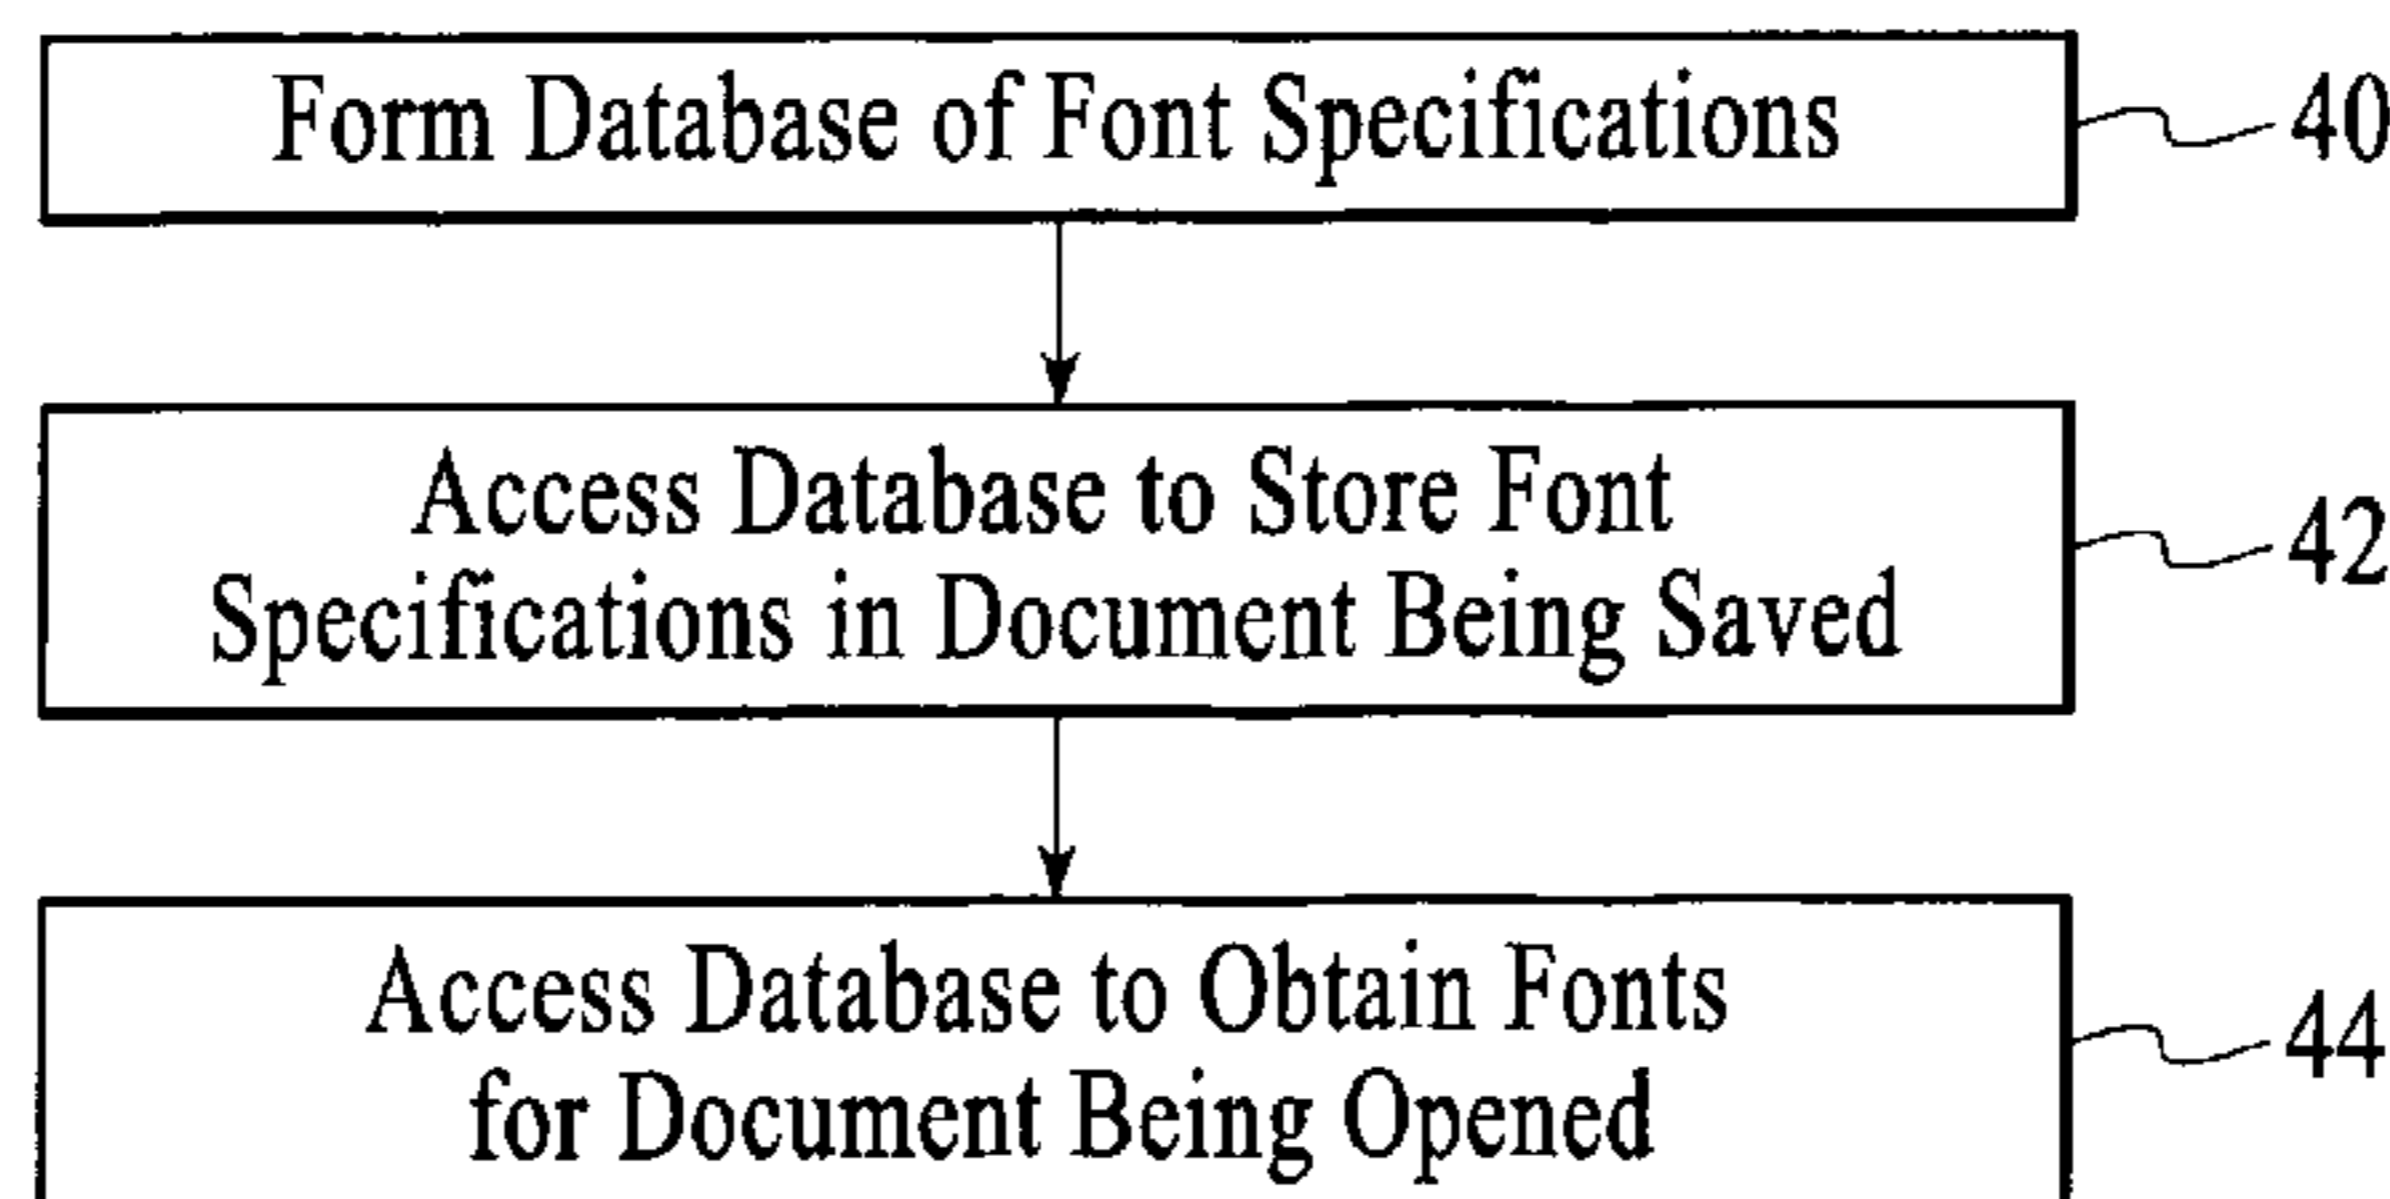 Form Database of Font Specifications
40
Access Database to Store Font
Specifications in Document Being Saved
42
Access Database to Obtain Fonts
for Document Being Opened
44